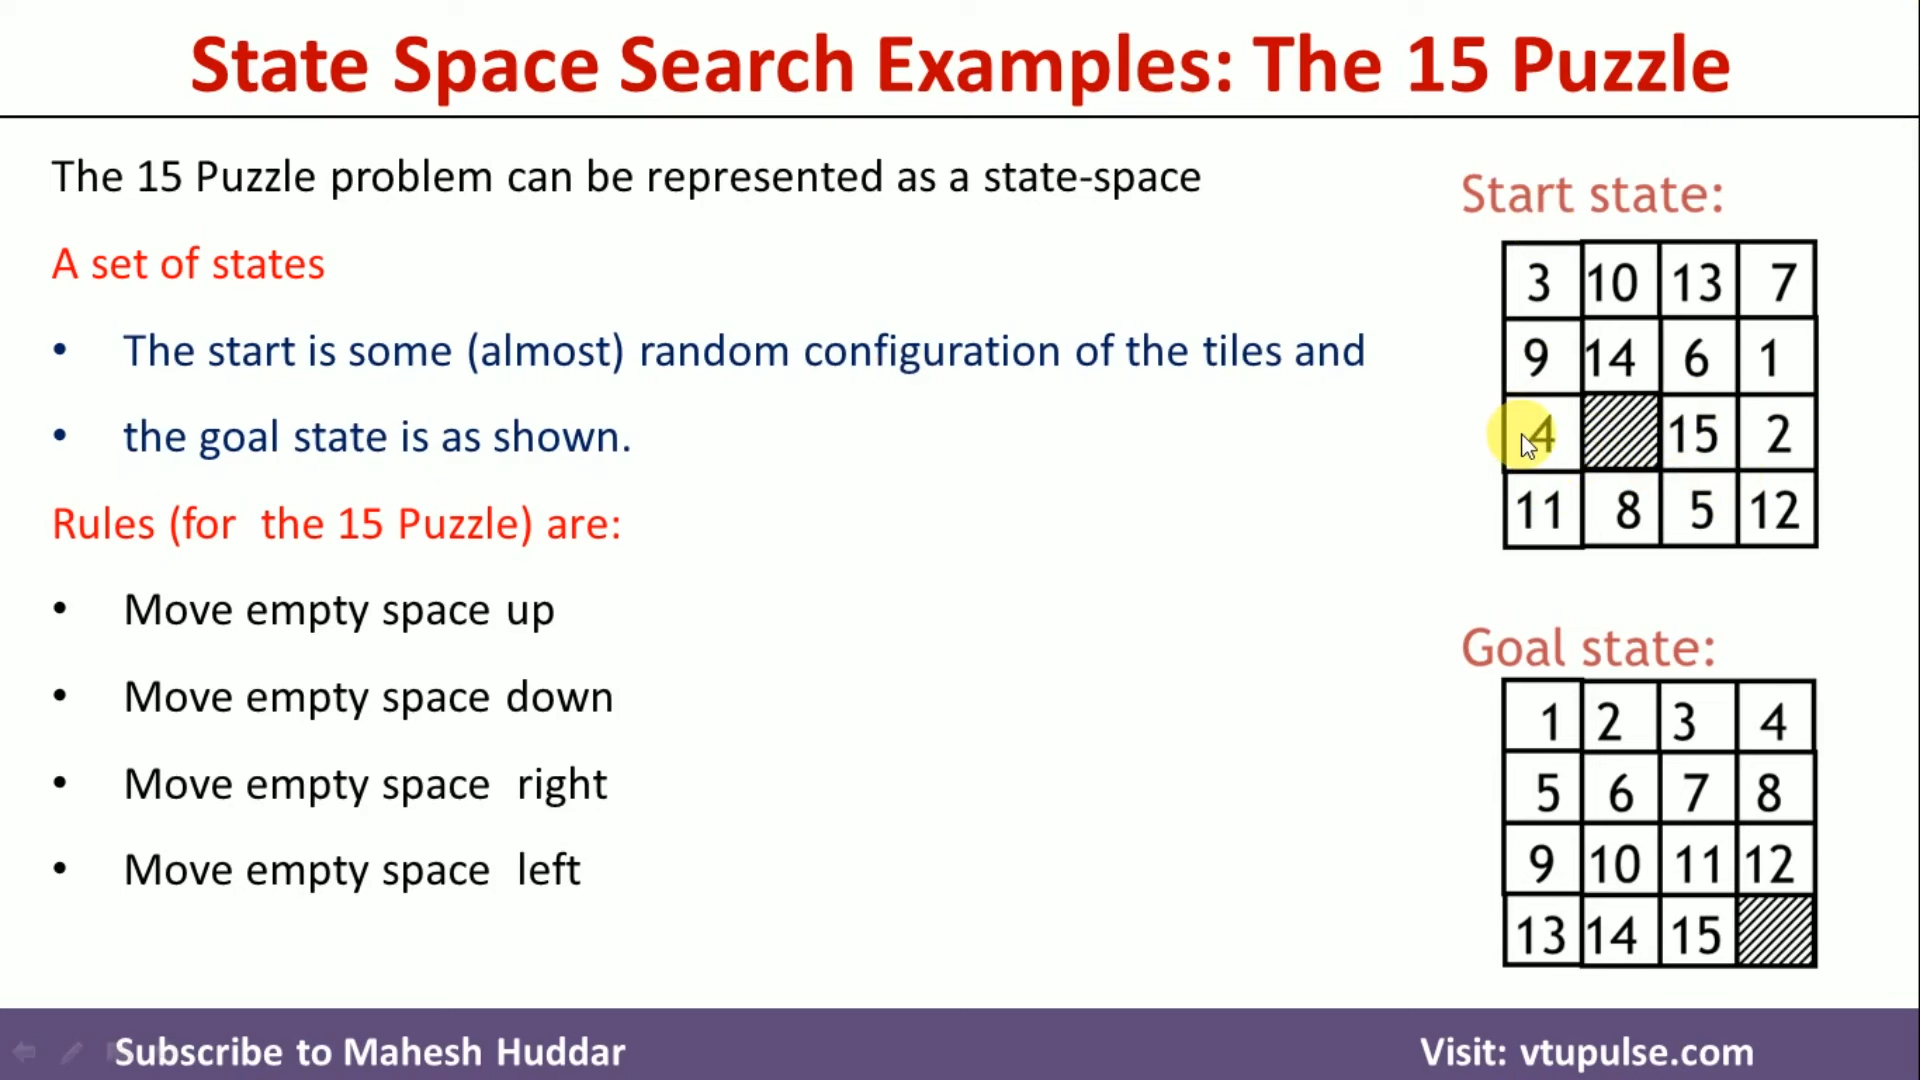 State Space Search Examples: The 15 Puzzle
The 15 Puzzle problem can be represented as a state-space
A set of states
• The start is some (almost) random configuration of the tiles and
• the goal state is as shown.
Rules (for the 15 Puzzle) are:
• Move empty space up
• Move empty space down
• Move empty space right
• Move empty space left
Start state:
3 10 13 7
9 14 6 1
4 15 2
11 8 5 12
Goal state:
1 2 3 4
5 6 7 8
9 10 11 12
13 14 15
Subscribe to Mahesh Huddar
Visit: vtupulse.com